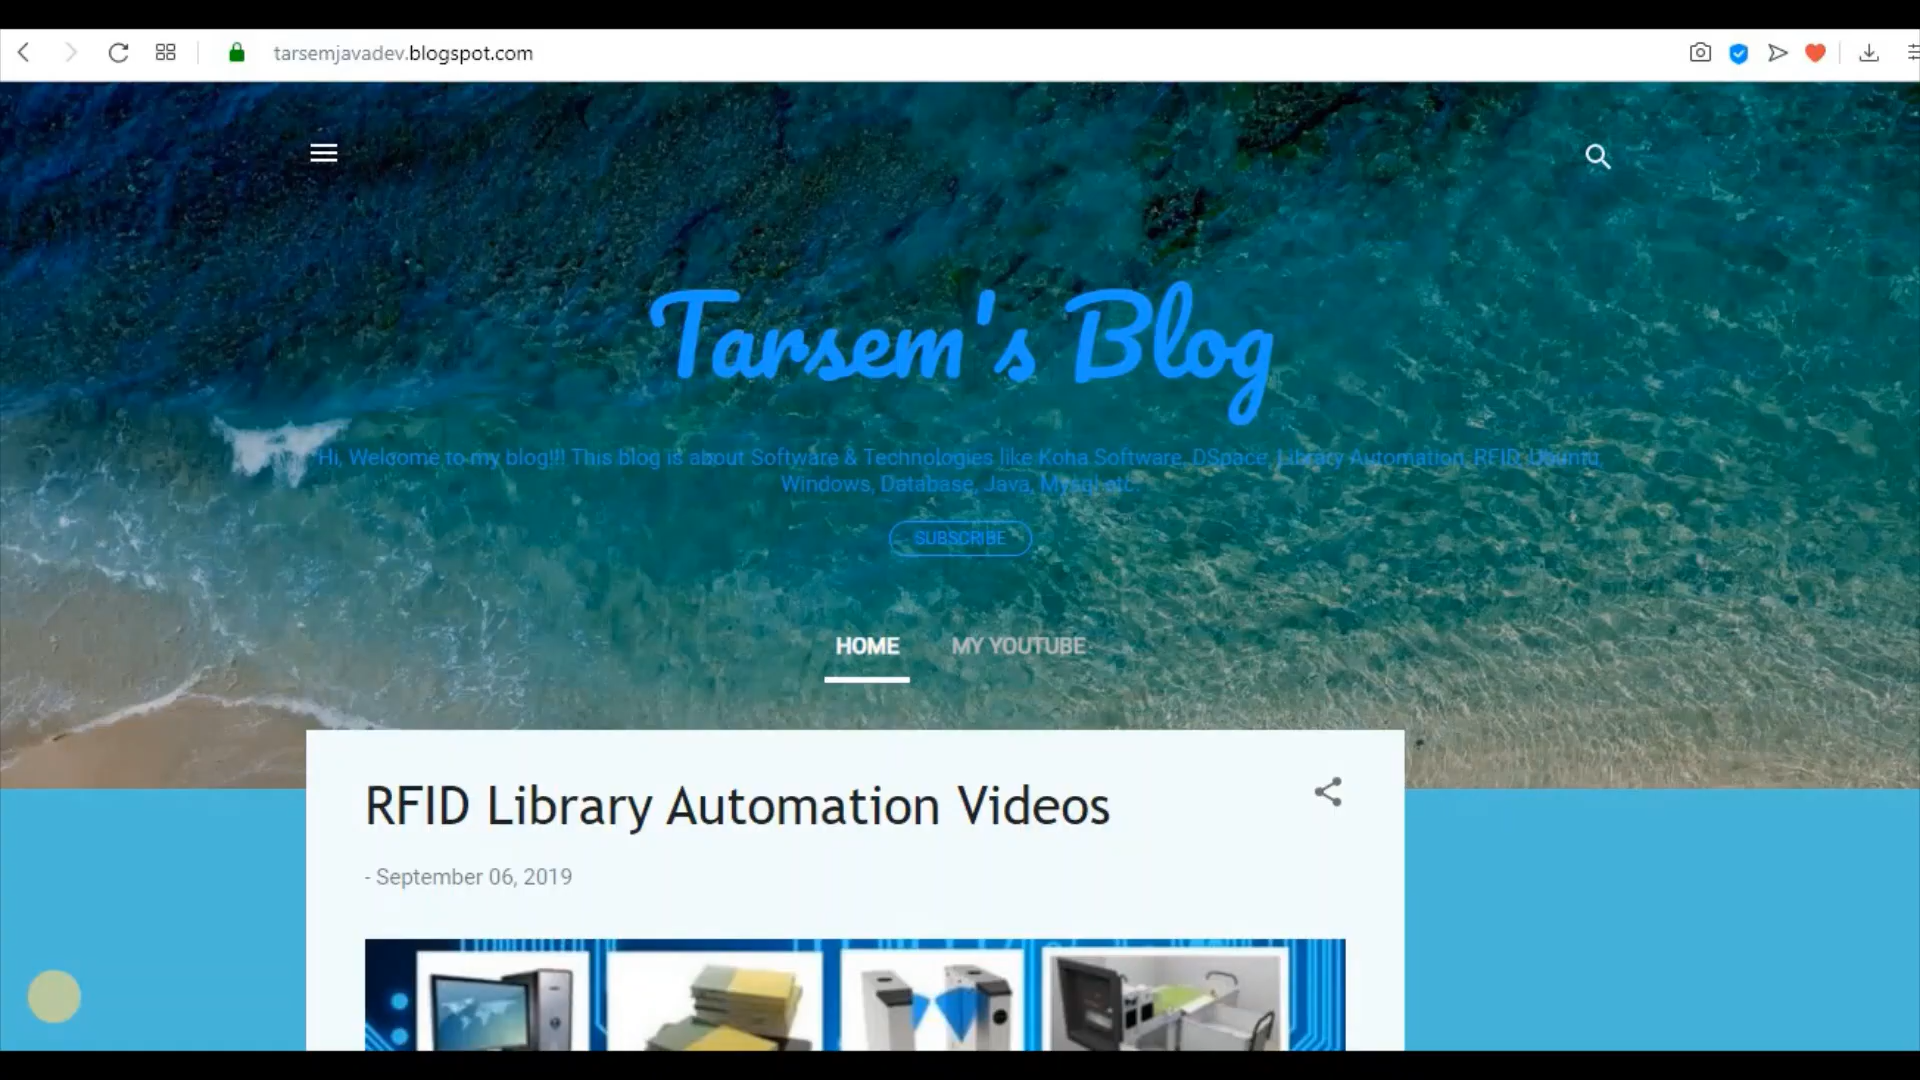 tarsemjavadev.blogspot.com
Tarsem's Blog
Hi, Welcome to my blog!!! This blog is about Software & Technologies like Koha Software, DSpace, Library Automation, RFID, Ubuntu,
Windows, Database, Java, Mysql etc.
SUBSCRIBE
HOME MY YOUTUBE
RFID Library Automation Videos
- September 06, 2019